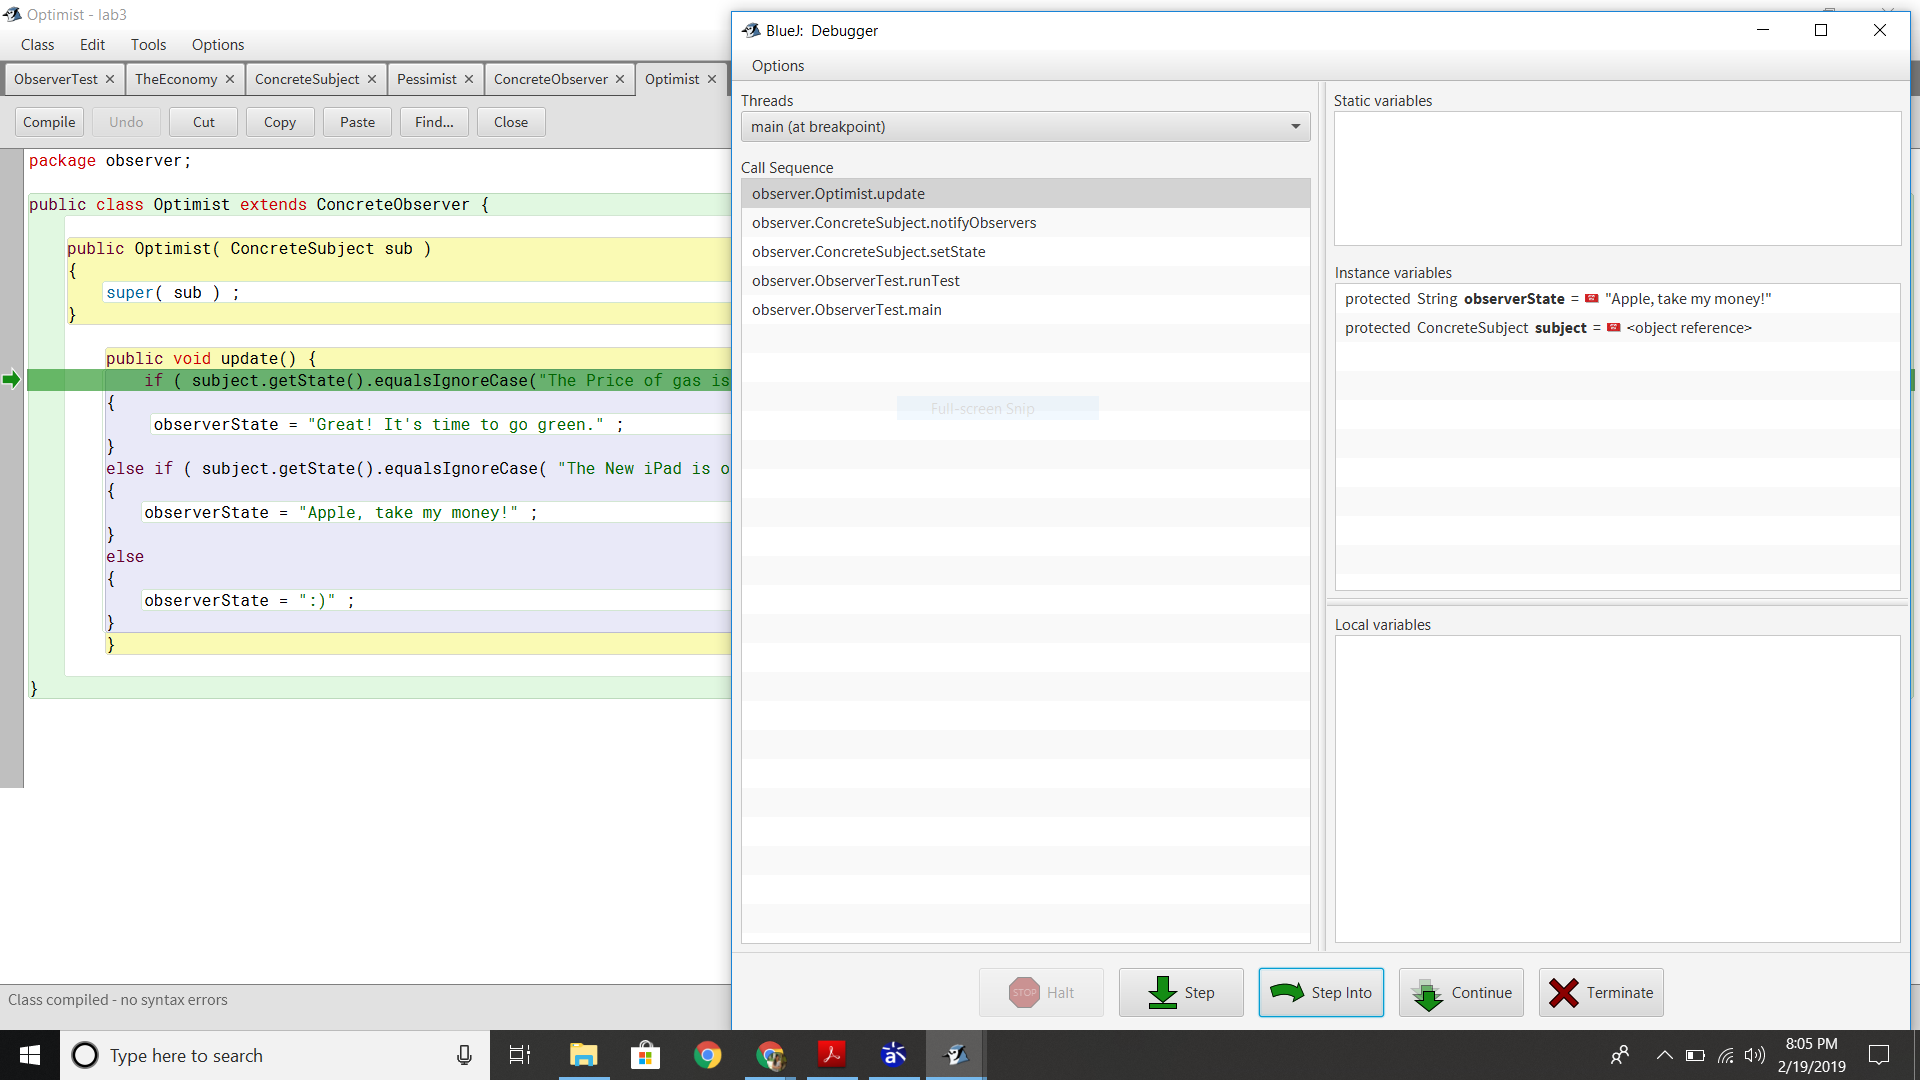 Optimist - lab3
Class Edit Tools Options
ObserverTest TheEconomy ConcreteSubject Pessimist ConcreteObserver Optimist
Compile Undo Cut Copy Paste Find... Close
package observer;
public class Optimist extends ConcreteObserver {
public Optimist( ConcreteSubject sub )
{
super( sub ) ;
}
public void update() {
if ( subject.getState().equalsIgnoreCase("The Price of gas is
{
observerState = "Great! It's time to go green." ;
}
else if ( subject.getState().equalsIgnoreCase( "The New iPad is o
{
observerState = "Apple, take my money!" ;
}
else
{
observerState = ":)" ;
}
}
}
Class compiled - no syntax errors
BlueJ: Debugger
Options
Threads
main (at breakpoint)
Call Sequence
observer.Optimist.update
observer.ConcreteSubject.notifyObservers
observer.ConcreteSubject.setState
observer.ObserverTest.runTest
observer.ObserverTest.main
Full-screen Snip
Static variables
Instance variables
protected String observerState = "Apple, take my money!"
protected ConcreteSubject subject = <object reference>
Local variables
STOP Halt Step Step Into Continue Terminate
Type here to search
8:05 PM
2/19/2019